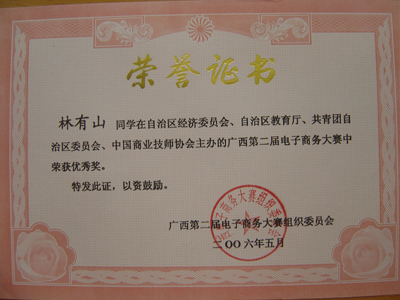 荣誉证书
林有山 同学在自治区经济委员会、自治区教育厅、共青团自
治区委员会、中国商业技师协会主办的广西第二届电子商务大赛中
荣获优秀奖。
特发此证，以资鼓励。
广西第二届电子商务大赛组织委员会
二〇〇六年五月